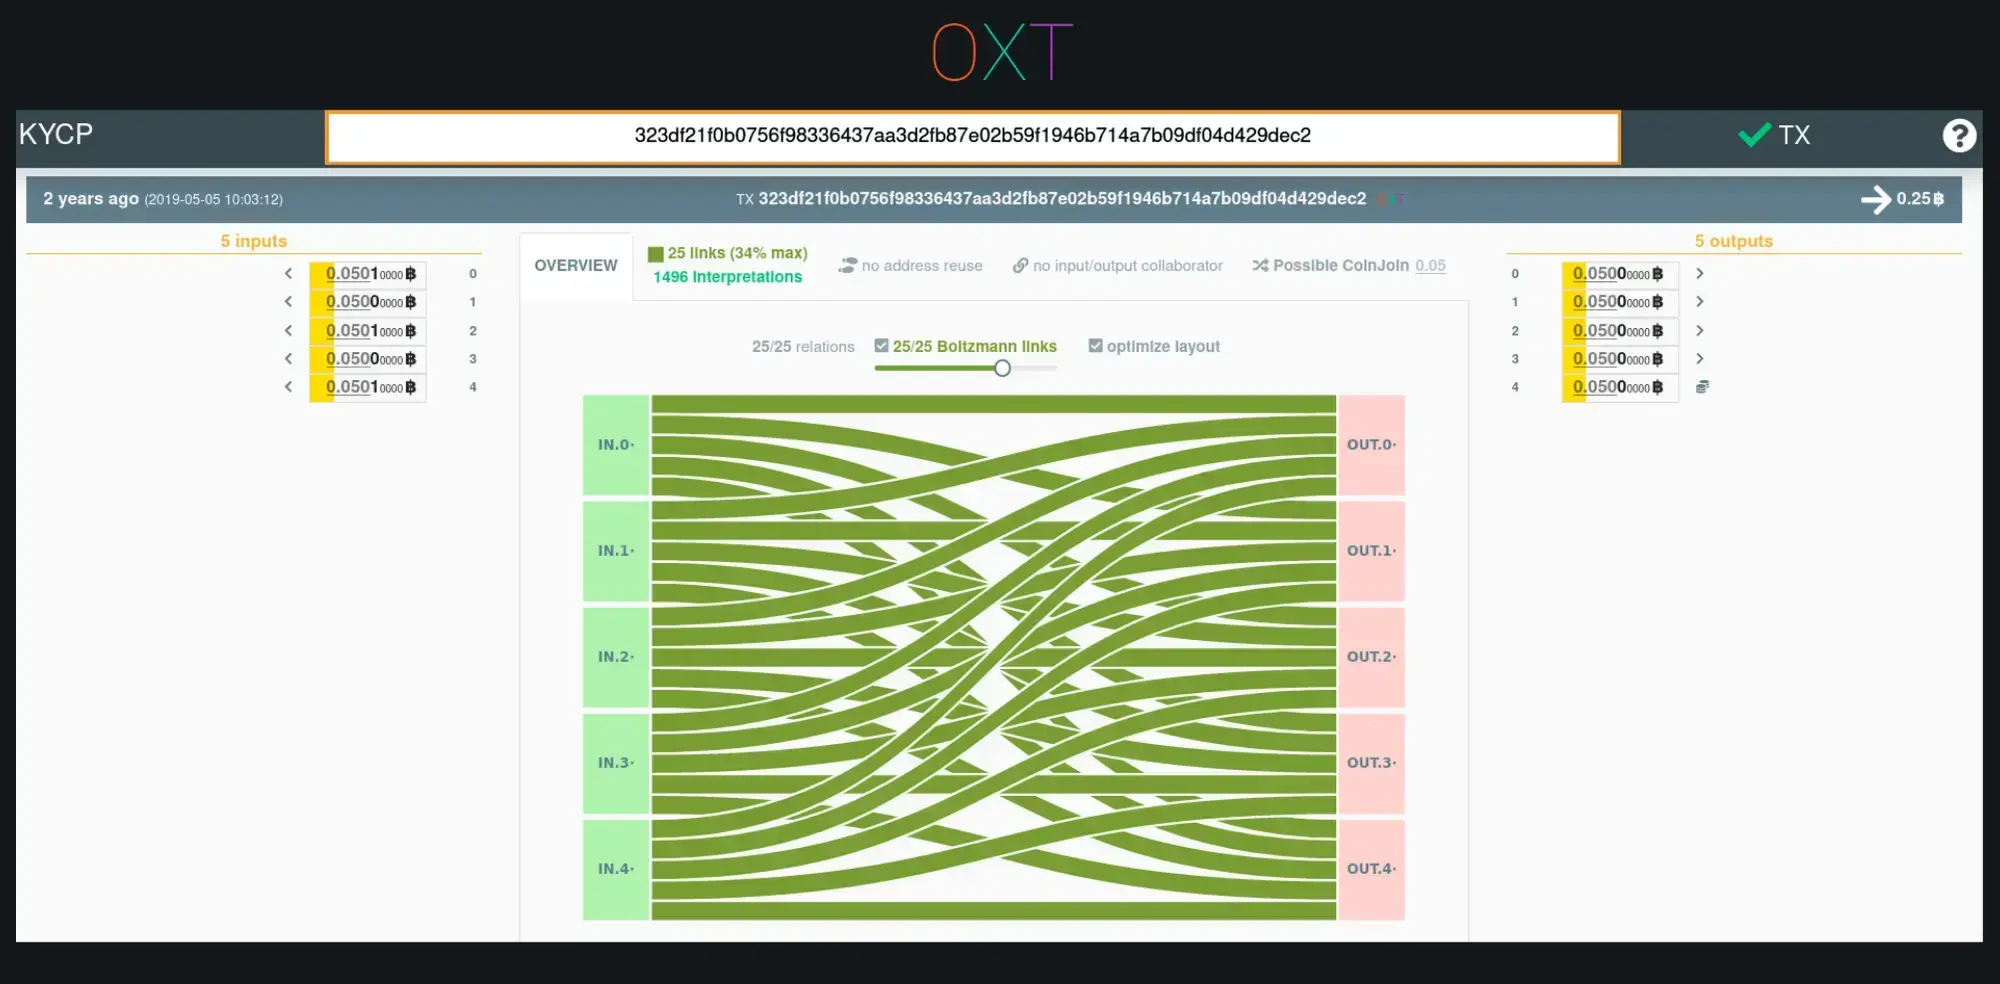 OXT
KYCP
323df21f0b0756f98336437aa3d2fb87e02b59f1946b714a7b09df04d429dec2
TX
?
2 years ago (2019-05-05 10:03:12)
TX 323df21f0b0756f98336437aa3d2fb87e02b59f1946b714a7b09df04d429dec2 OXT
0.25฿
5 inputs
0.05010000 ฿ 0
0.05000000 ฿ 1
0.05010000 ฿ 2
0.05000000 ฿ 3
0.05010000 ฿ 4
OVERVIEW
25 links (34% max)
1496 Interpretations
no address reuse
no input/output collaborator
Possible CoinJoin 0.05
25/25 relations
25/25 Boltzmann links
optimize layout
IN.0·
IN.1·
IN.2·
IN.3·
IN.4·
OUT.0·
OUT.1·
OUT.2·
OUT.3·
OUT.4·
5 outputs
0 0.05000000 ฿
1 0.05000000 ฿
2 0.05000000 ฿
3 0.05000000 ฿
4 0.05000000 ฿